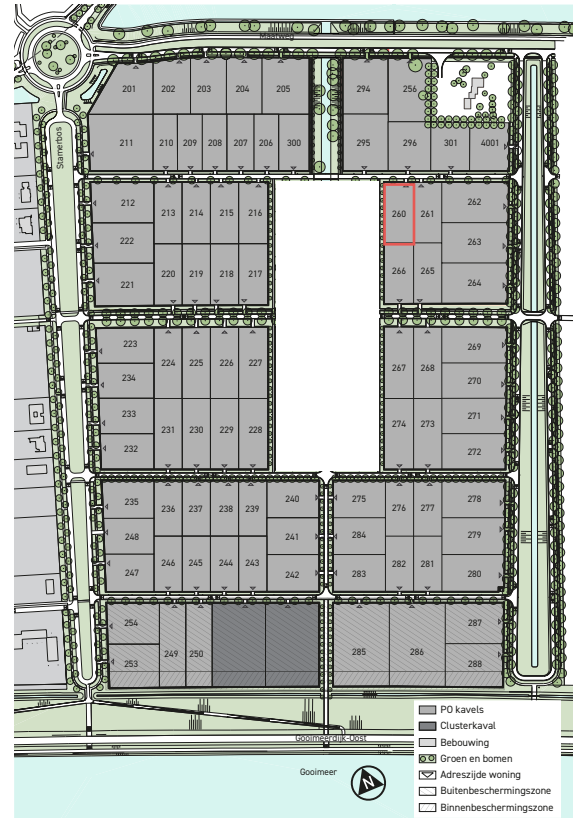 Maatweg
Stamerbos
201 202 203 204 205
211 210 209 208 207 206 300
294 256
295 296 301 4001
212 213 214 215 216
222
221 220 219 218 217
260 261 262
263
266 265 264
223 224 225 226 227
234
233
232 231 230 229 228
267 268 269
270
274 273 271
272
235 236 237 238 239 240
248 241
247 246 245 244 243 242
275 276 277 278
284 279
283 282 281 280
254
253 249 250
285 286 287
288
PO kavels
Clusterkaval
Bebouwing
Groen en bomen
Adreszijde woning
Buitenbeschermingszone
Binnenbeschermingszone
Gooimeerdijk-Oost
Gooimeer
N